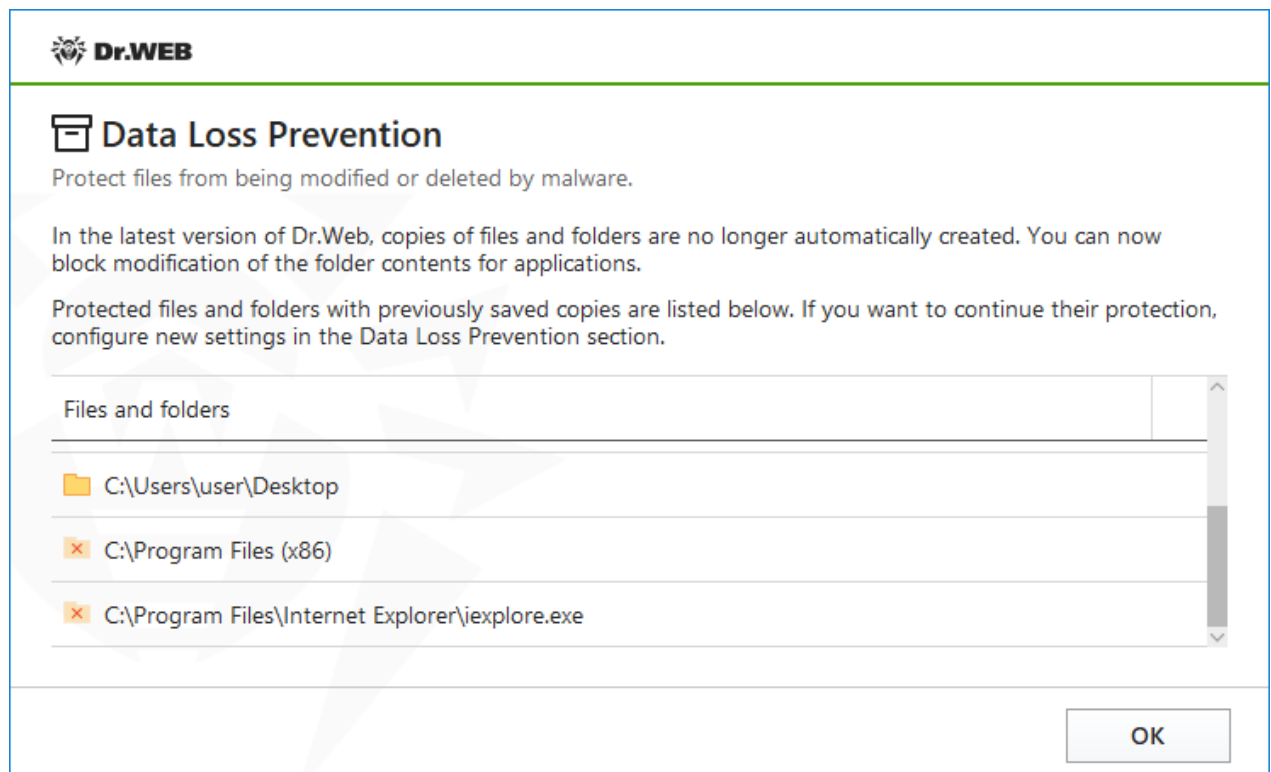 Dr.WEB
Data Loss Prevention
Protect files from being modified or deleted by malware.
In the latest version of Dr.Web, copies of files and folders are no longer automatically created. You can now
block modification of the folder contents for applications.
Protected files and folders with previously saved copies are listed below. If you want to continue their protection,
configure new settings in the Data Loss Prevention section.
Files and folders
C:\Users\user\Desktop
C:\Program Files (x86)
C:\Program Files\Internet Explorer\iexplore.exe
OK